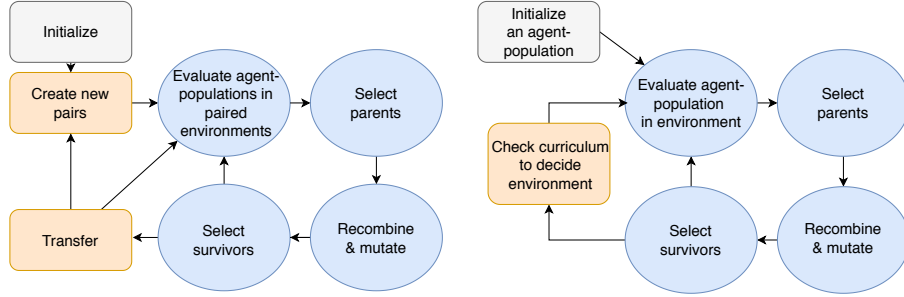 Initialize
Create new
pairs
Evaluate agent-
populations in
paired
environments
Select
parents
Transfer
Select
survivors
Recombine
& mutate
Initialize
an agent-
population
Evaluate agent-
population
in environment
Select
parents
Check curriculum
to decide
environment
Select
survivors
Recombine
& mutate